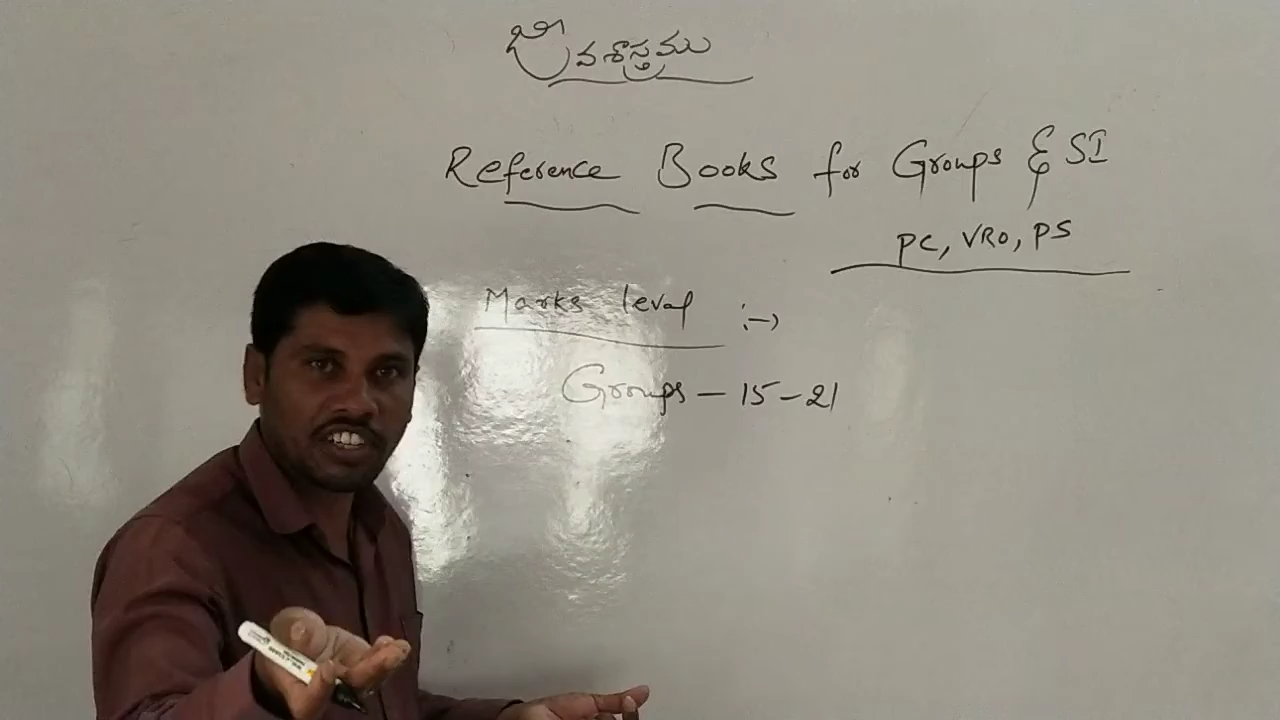 జీవశాస్త్రము
Reference Books for Groups & SI
PC, VRO, PS
Marks level :->
Groups - 15-21